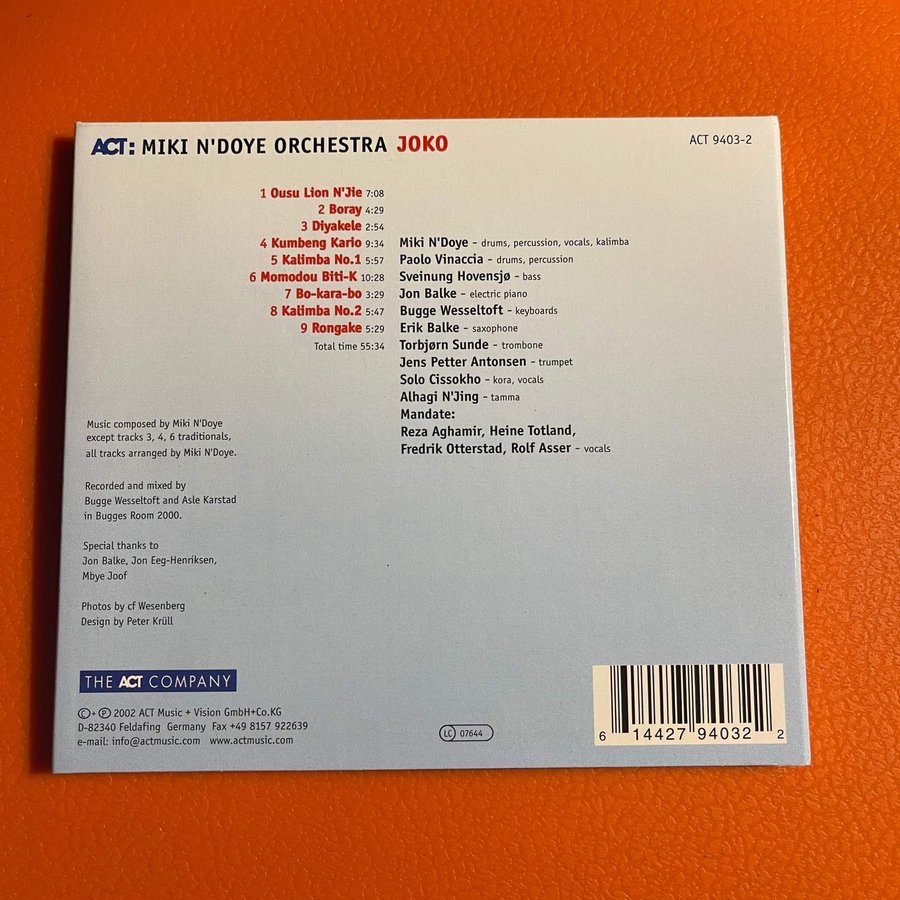 ACT: MIKI N'DOYE ORCHESTRA JOKO
ACT 9403-2
1 Ousu Lion N'Jie 7:08
2 Boray 4:29
3 Diyakele 2:54
4 Kumbeng Kario 9:34
5 Kalimba No.1 5:57
6 Momodou Biti-K 10:28
7 Bo-kara-bo 3:29
8 Kalimba No.2 5:47
9 Rongake 5:29
Total time 55:34
Miki N'Doye - drums, percussion, vocals, kalimba
Paolo Vinaccia - drums, percussion
Sveinung Hovensjø - bass
Jon Balke - electric piano
Bugge Wesseltoft - keyboards
Erik Balke - saxophone
Torbjørn Sunde - trombone
Jens Petter Antonsen - trumpet
Solo Cissokho - kora, vocals
Alhagi N'Jing - tamma
Mandate:
Reza Aghamir, Heine Totland,
Fredrik Otterstad, Rolf Asser - vocals
Music composed by Miki N'Doye
except tracks 3, 4, 6 traditionals,
all tracks arranged by Miki N'Doye.
Recorded and mixed by
Bugge Wesseltoft and Asle Karstad
in Bugges Room 2000.
Special thanks to
Jon Balke, Jon Eeg-Henriksen,
Mbye Joof
Photos by cf Wesenberg
Design by Peter Krüll
THE ACT COMPANY
©+℗ 2002 ACT Music + Vision GmbH+Co.KG
D-82340 Feldafing Germany Fax +49 8157 922639
e-mail: info@actmusic.com www.actmusic.com
LC 07644
6 14427 94032 2